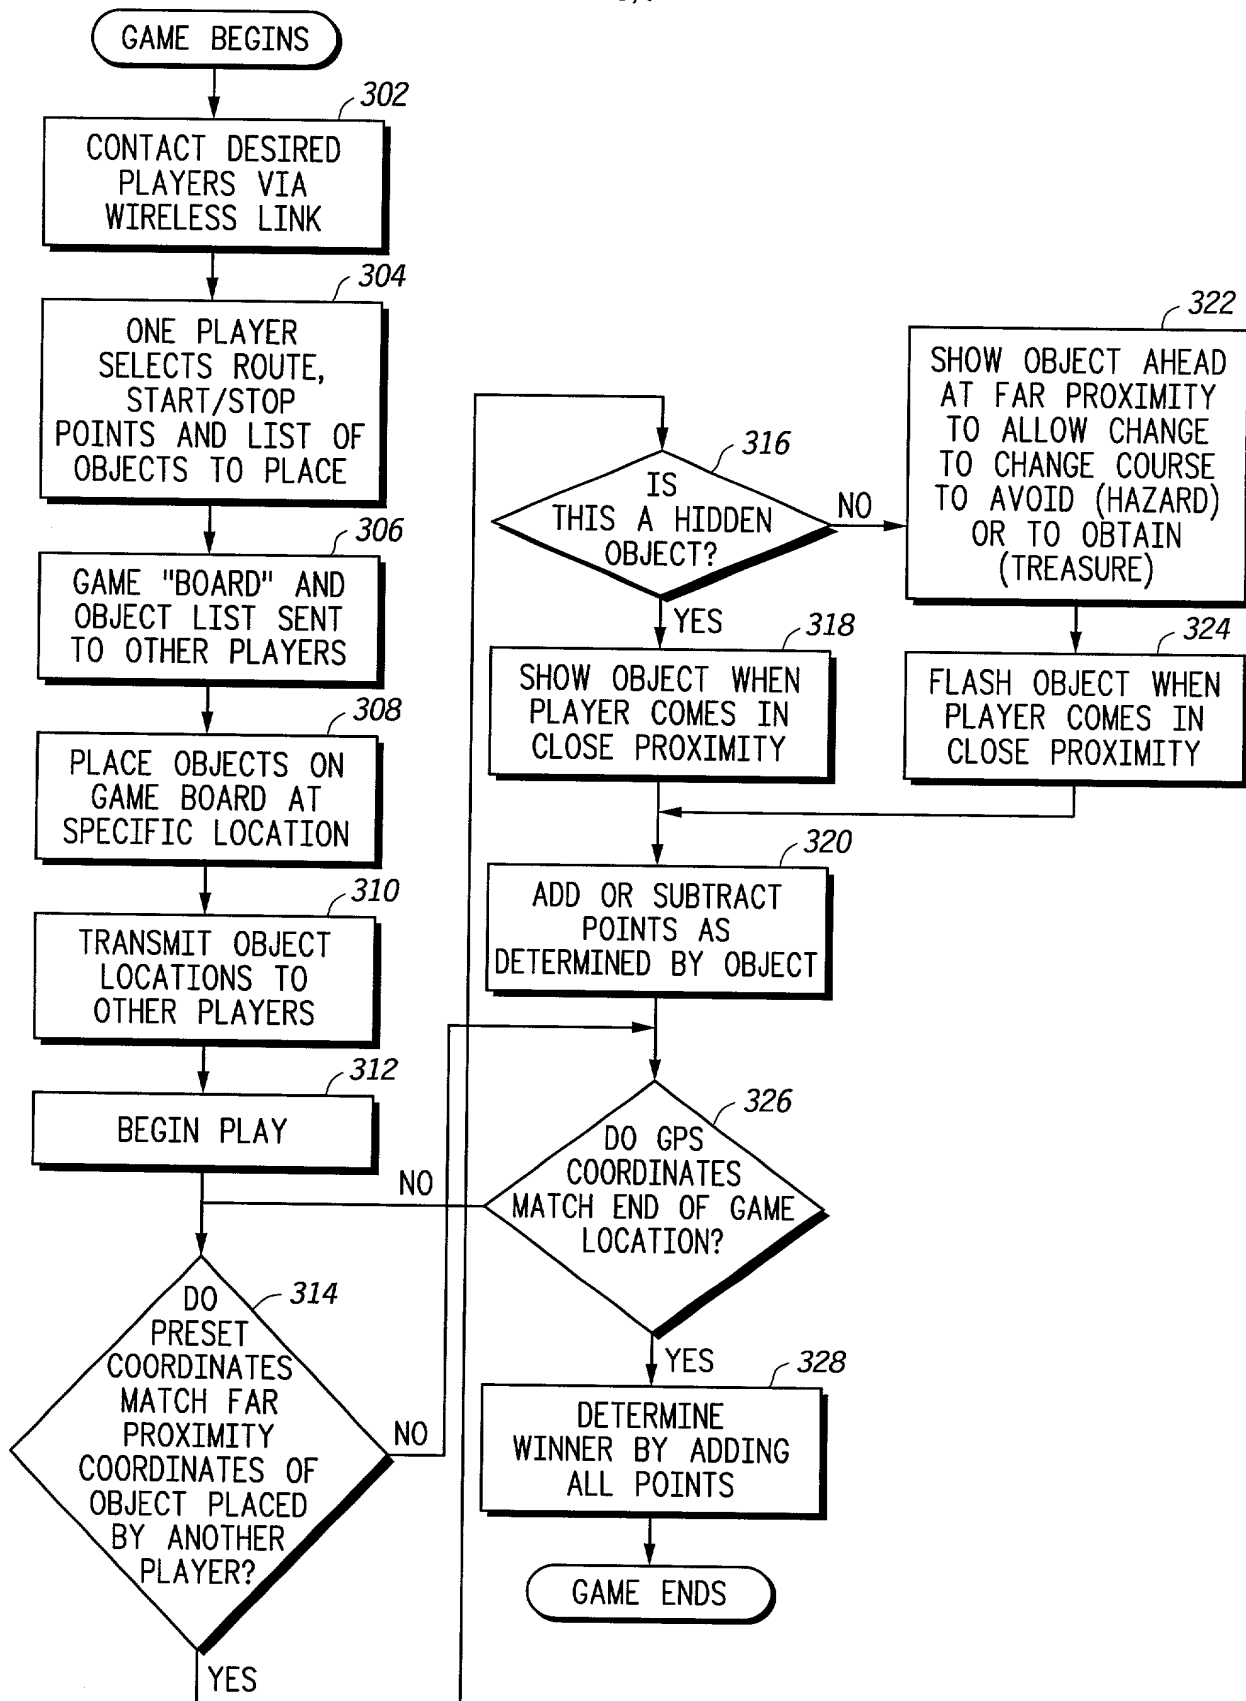 GAME BEGINS
302
CONTACT DESIRED
PLAYERS VIA
WIRELESS LINK
304
ONE PLAYER
SELECTS ROUTE,
START/STOP
POINTS AND LIST OF
OBJECTS TO PLACE
306
GAME "BOARD" AND
OBJECT LIST SENT
TO OTHER PLAYERS
308
PLACE OBJECTS ON
GAME BOARD AT
SPECIFIC LOCATION
310
TRANSMIT OBJECT
LOCATIONS TO
OTHER PLAYERS
312
BEGIN PLAY
314
DO
PRESET
COORDINATES
MATCH FAR
PROXIMITY
COORDINATES OF
OBJECT PLACED
BY ANOTHER
PLAYER?
NO
YES
316
IS
THIS A HIDDEN
OBJECT?
NO
YES
318
SHOW OBJECT WHEN
PLAYER COMES IN
CLOSE PROXIMITY
322
SHOW OBJECT AHEAD
AT FAR PROXIMITY
TO ALLOW CHANGE
TO CHANGE COURSE
TO AVOID (HAZARD)
OR TO OBTAIN
(TREASURE)
324
FLASH OBJECT WHEN
PLAYER COMES IN
CLOSE PROXIMITY
320
ADD OR SUBTRACT
POINTS AS
DETERMINED BY OBJECT
326
DO GPS
COORDINATES
MATCH END OF GAME
LOCATION?
NO
YES
328
DETERMINE
WINNER BY ADDING
ALL POINTS
GAME ENDS